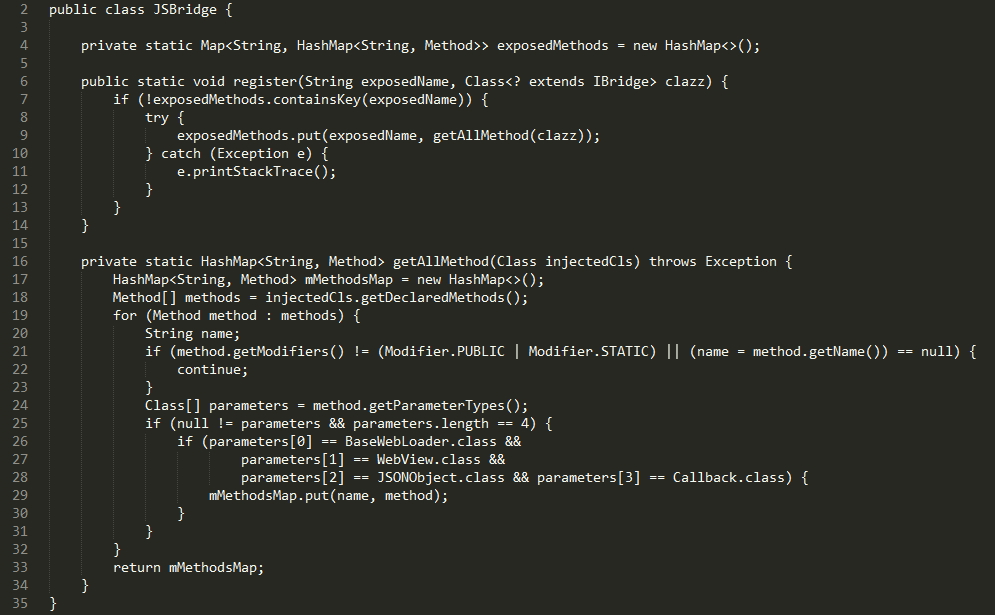 2 public class JSBridge {
3
4     private static Map<String, HashMap<String, Method>> exposedMethods = new HashMap<>();
5
6     public static void register(String exposedName, Class<? extends IBridge> clazz) {
7         if (!exposedMethods.containsKey(exposedName)) {
8             try {
9                 exposedMethods.put(exposedName, getAllMethod(clazz));
10             } catch (Exception e) {
11                 e.printStackTrace();
12             }
13         }
14     }
15
16     private static HashMap<String, Method> getAllMethod(Class injectedCls) throws Exception {
17         HashMap<String, Method> mMethodsMap = new HashMap<>();
18         Method[] methods = injectedCls.getDeclaredMethods();
19         for (Method method : methods) {
20             String name;
21             if (method.getModifiers() != (Modifier.PUBLIC | Modifier.STATIC) || (name = method.getName()) == null) {
22                 continue;
23             }
24             Class[] parameters = method.getParameterTypes();
25             if (null != parameters && parameters.length == 4) {
26                 if (parameters[0] == BaseWebLoader.class &&
27                         parameters[1] == WebView.class &&
28                         parameters[2] == JSONObject.class && parameters[3] == Callback.class) {
29                     mMethodsMap.put(name, method);
30                 }
31             }
32         }
33         return mMethodsMap;
34     }
35 }